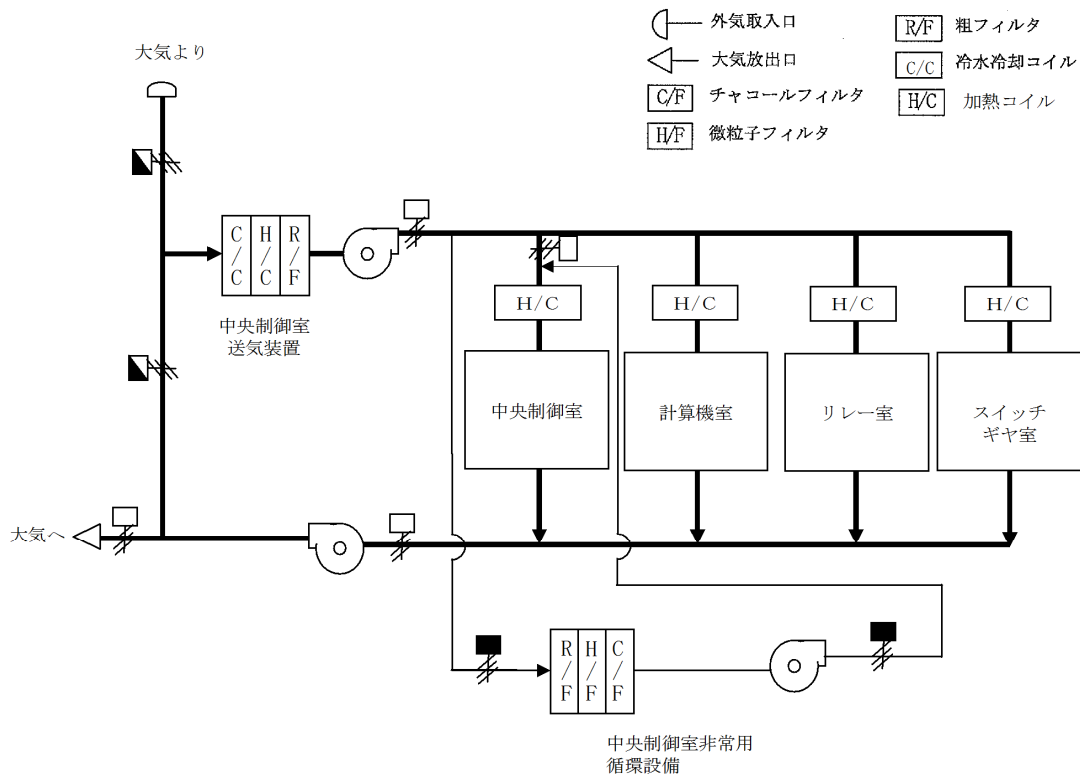 外気取入口
大気放出口
C/F チャコールフィルタ
H/F 微粒子フィルタ
R/F 粗フィルタ
C/C 冷水冷却コイル
H/C 加熱コイル
大気より
C/C
H/C
R/F
中央制御室
送気装置
H/C
H/C
H/C
H/C
中央制御室
計算機室
リレー室
スイッチ
ギヤ室
大気へ
R/F
H/F
C/F
中央制御室非常用
循環設備